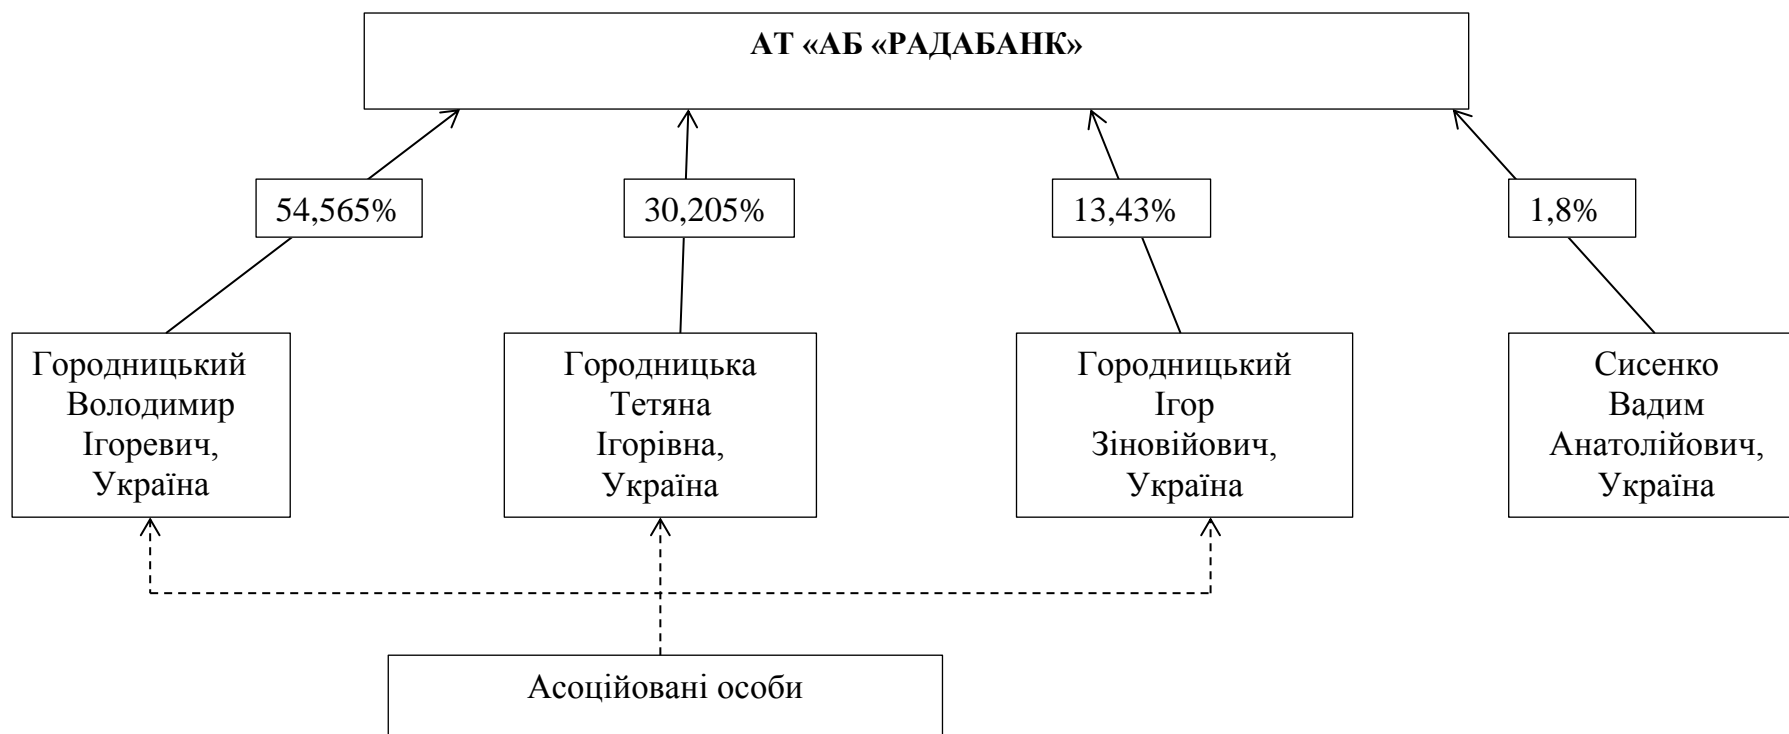 АТ «АБ «РАДАБАНК»
54,565%
30,205%
13,43%
1,8%
Городницький
Володимир
Ігоревич,
Україна
Городницька
Тетяна
Ігорівна,
Україна
Городницький
Ігор
Зіновійович,
Україна
Сисенко
Вадим
Анатолійович,
Україна
Асоційовані особи